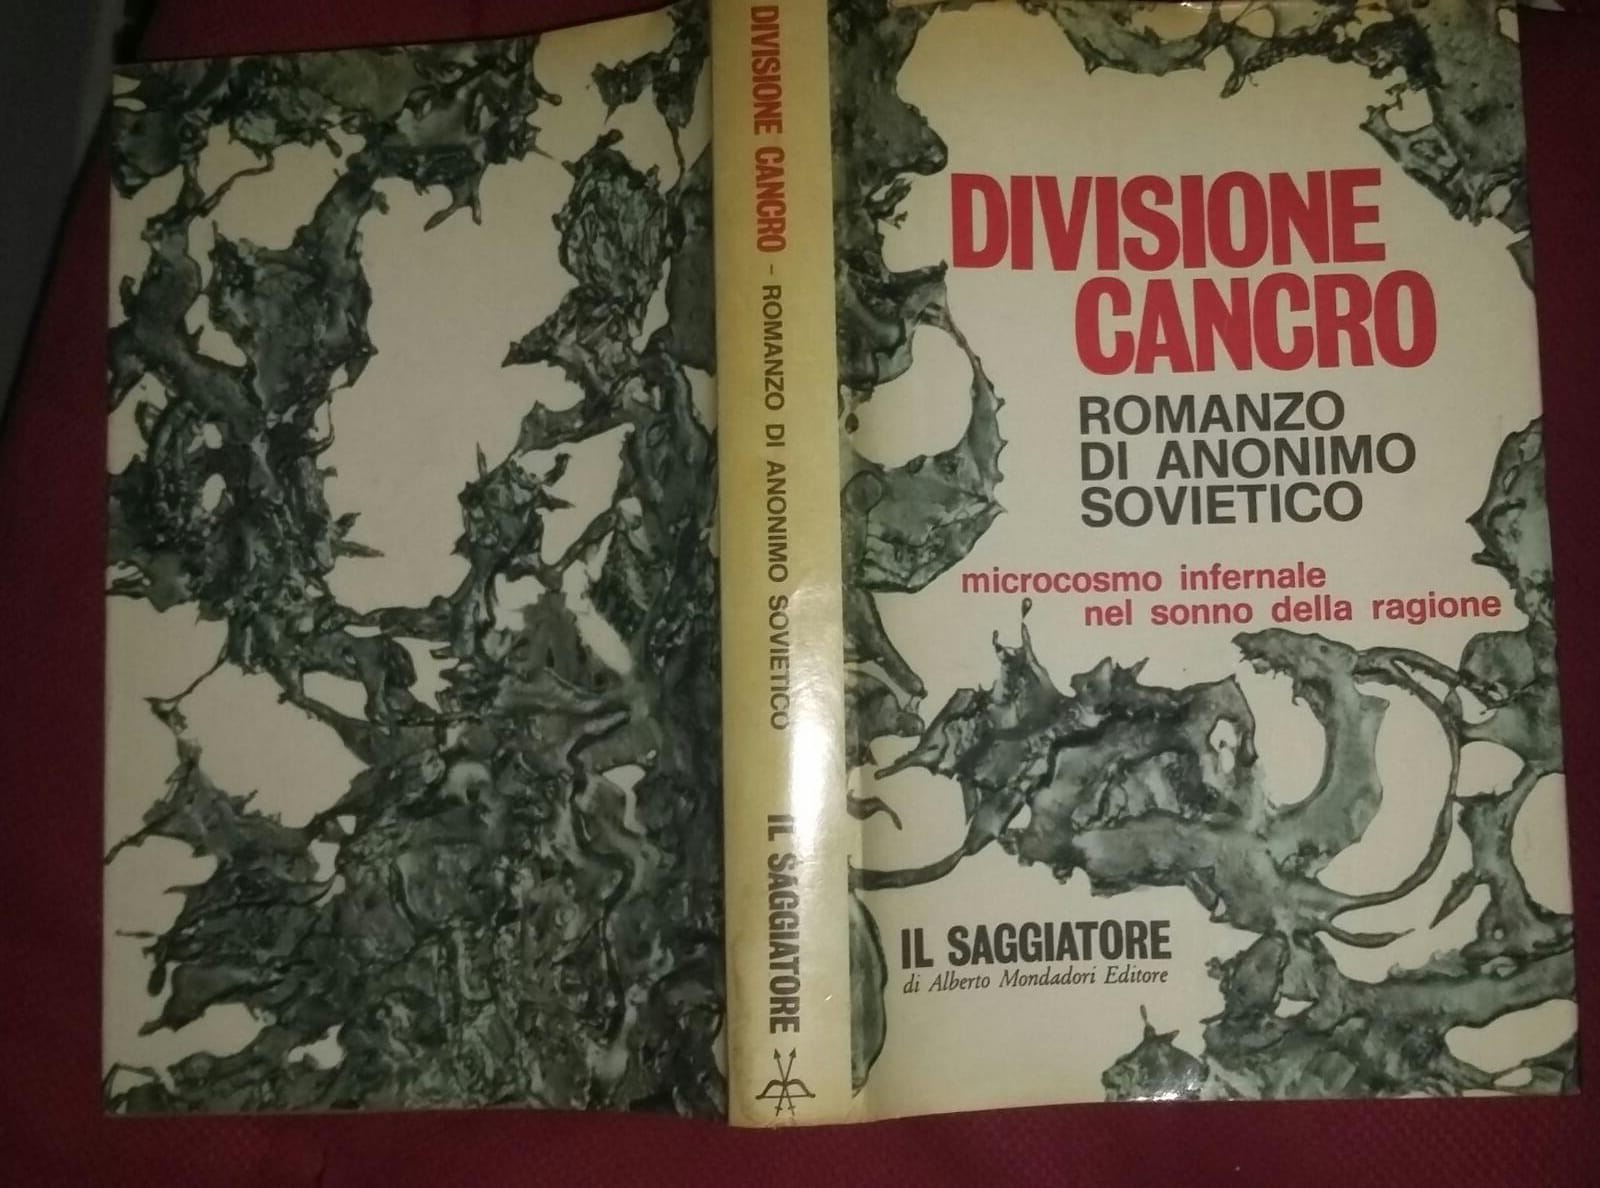 DIVISIONE CANCRO - ROMANZO DI ANONIMO SOVIETICO IL SAGGIATORE
DIVISIONE
CANCRO
ROMANZO
DI ANONIMO
SOVIETICO
microcosmo infernale
nel sonno della ragione
IL SAGGIATORE
di Alberto Mondadori Editore